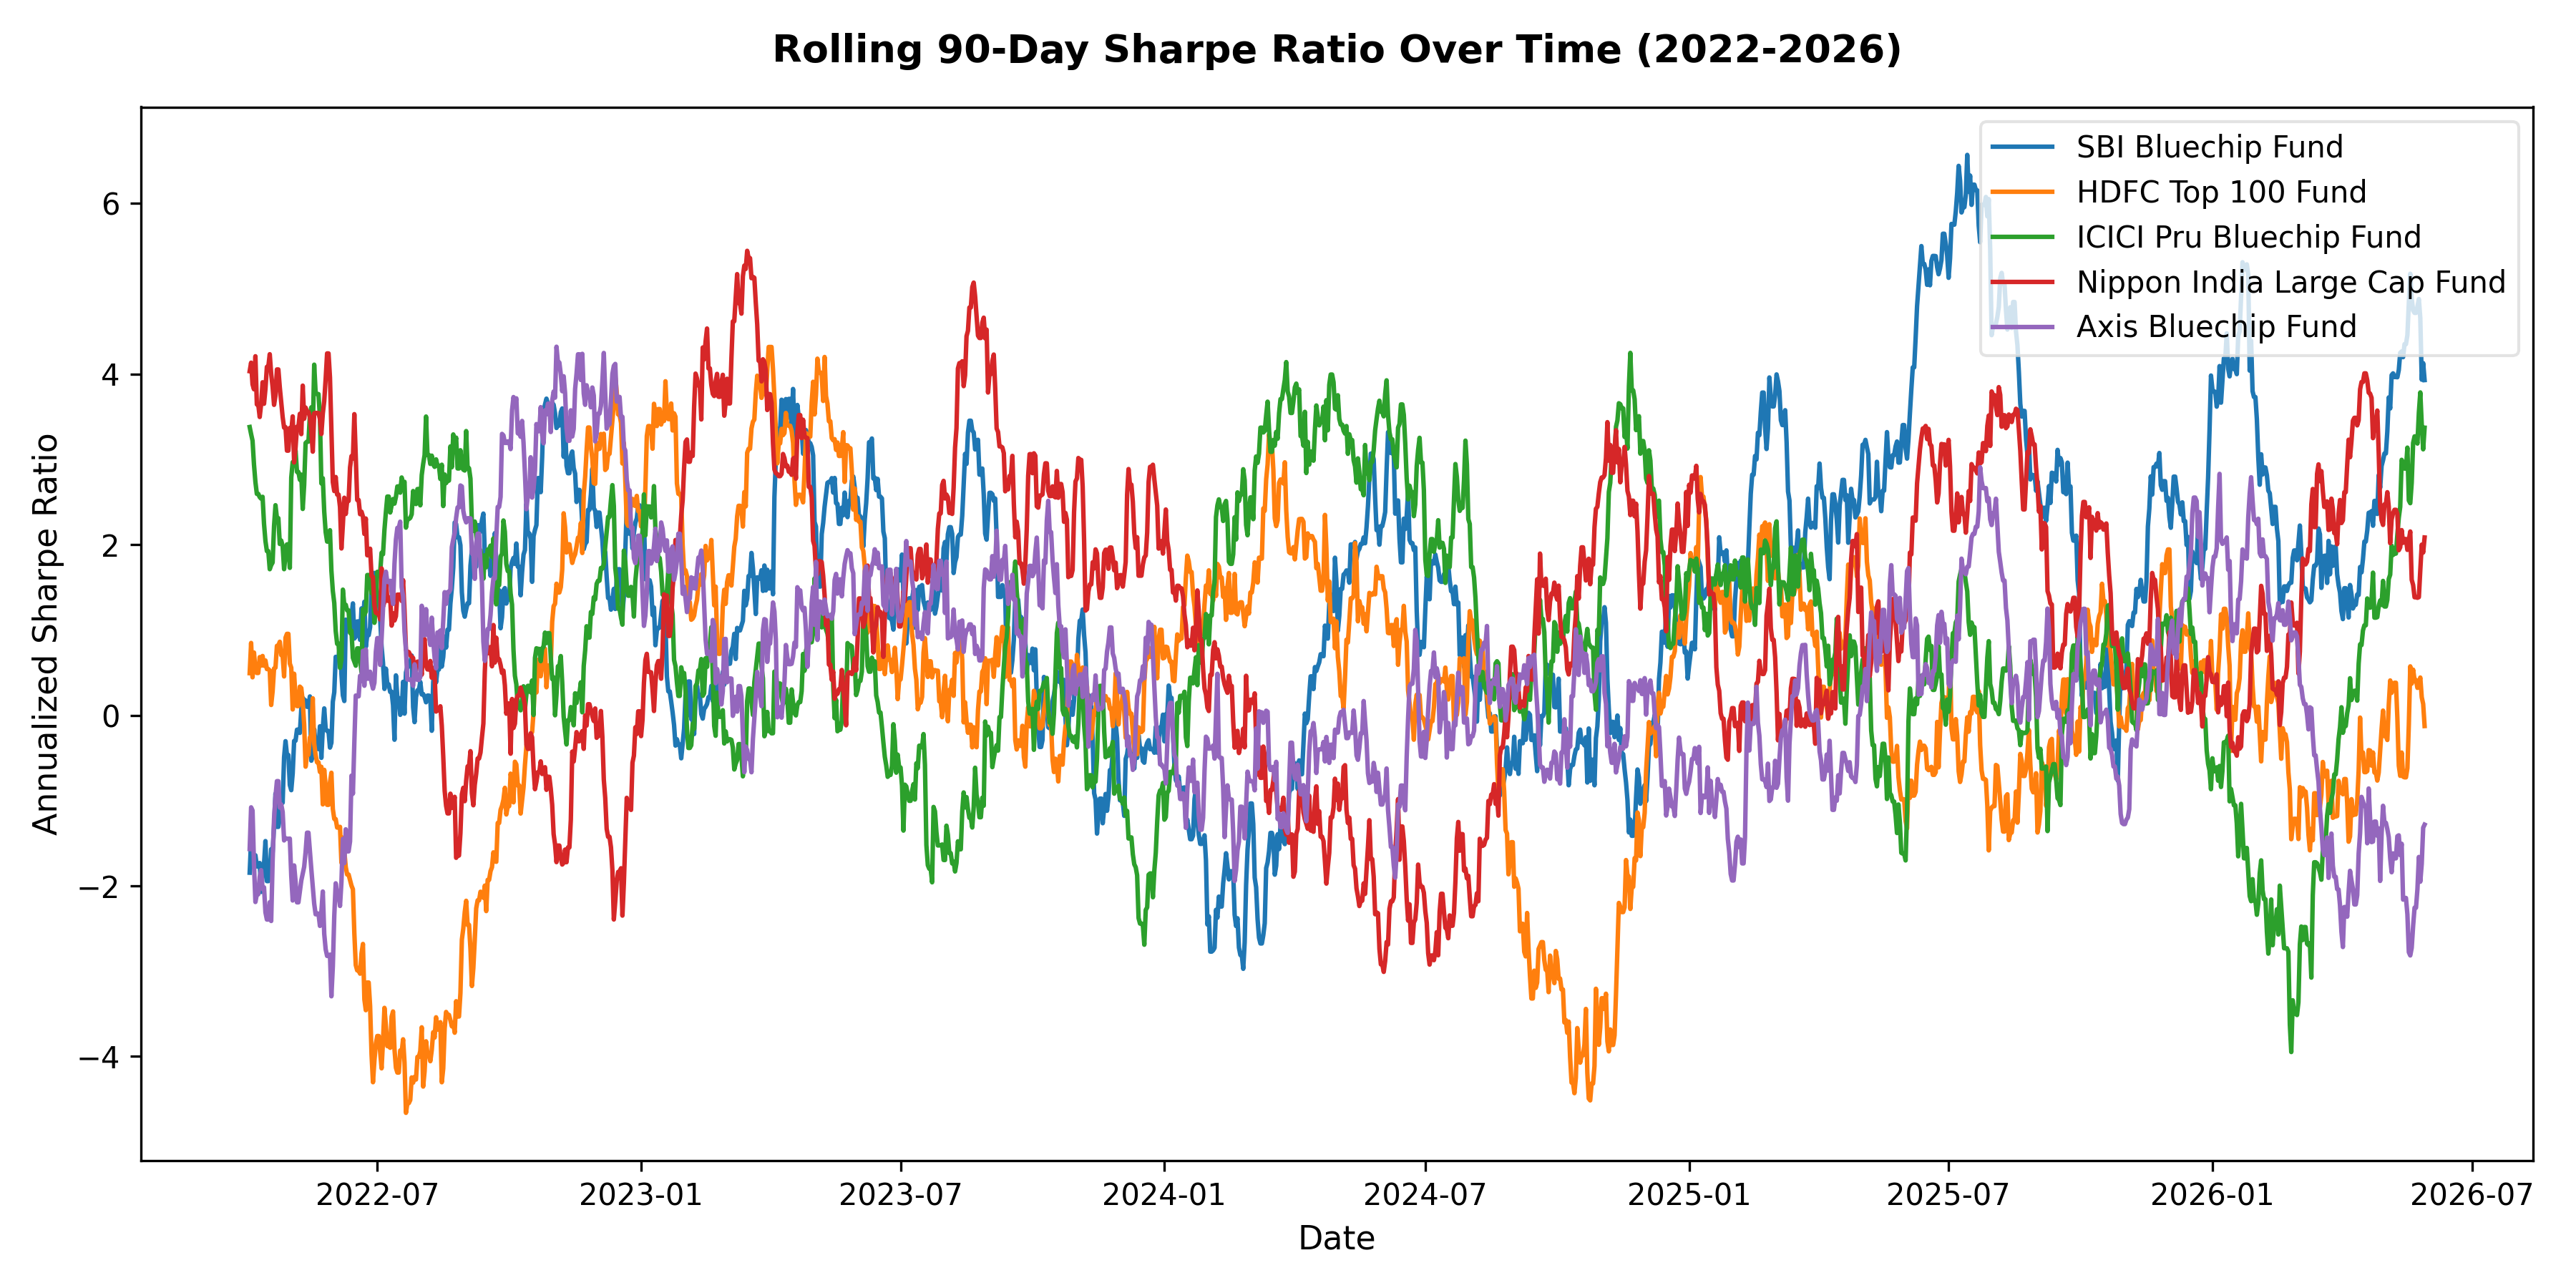 Rolling 90-Day Sharpe Ratio Over Time (2022-2026)
SBI Bluechip Fund
HDFC Top 100 Fund
ICICI Pru Bluechip Fund
Nippon India Large Cap Fund
Axis Bluechip Fund
Annualized Sharpe Ratio
6
4
2
0
−2
−4
2022-07
2023-01
2023-07
2024-01
2024-07
2025-01
2025-07
2026-01
2026-07
Date